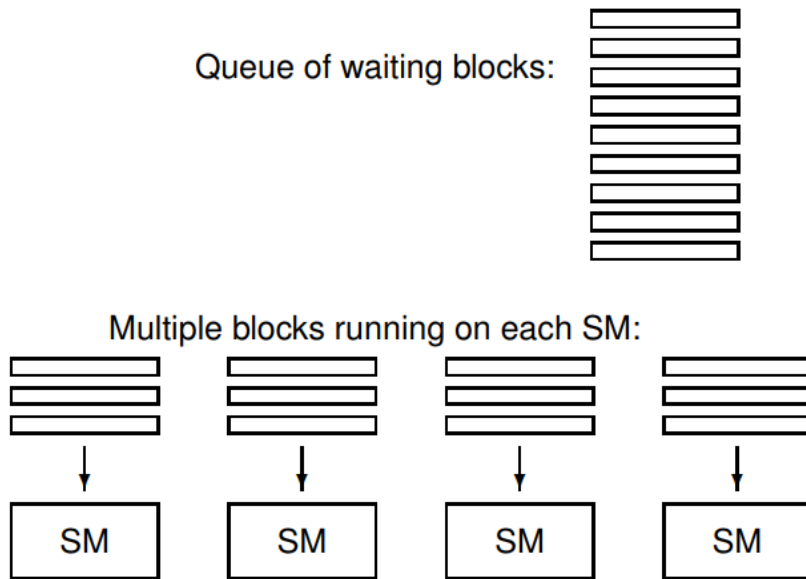 Queue of waiting blocks:
Multiple blocks running on each SM:
SM SM SM SM